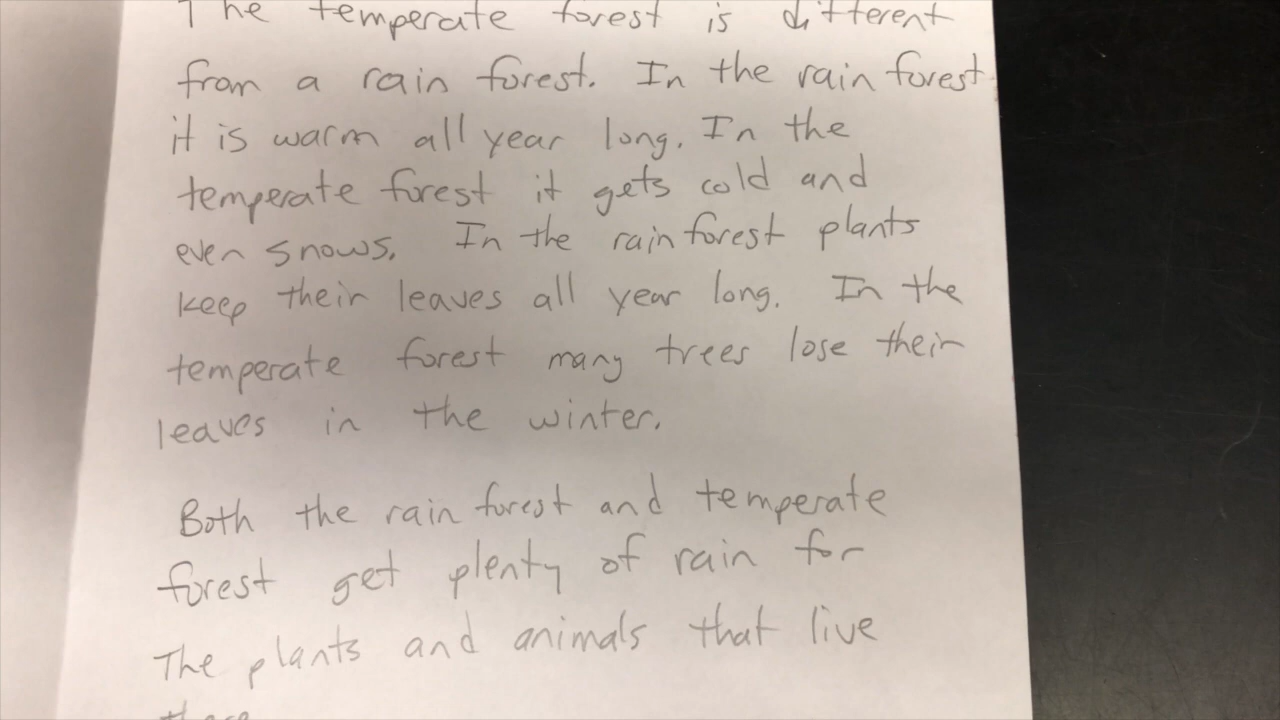 The temperate forest is different
from a rain forest. In the rain forest
it is warm all year long. In the
temperate forest it gets cold and
even snows. In the rain forest plants
keep their leaves all year long. In the
temperate forest many trees lose their
leaves in the winter.
Both the rain forest and temperate
forest get plenty of rain for
The plants and animals that live